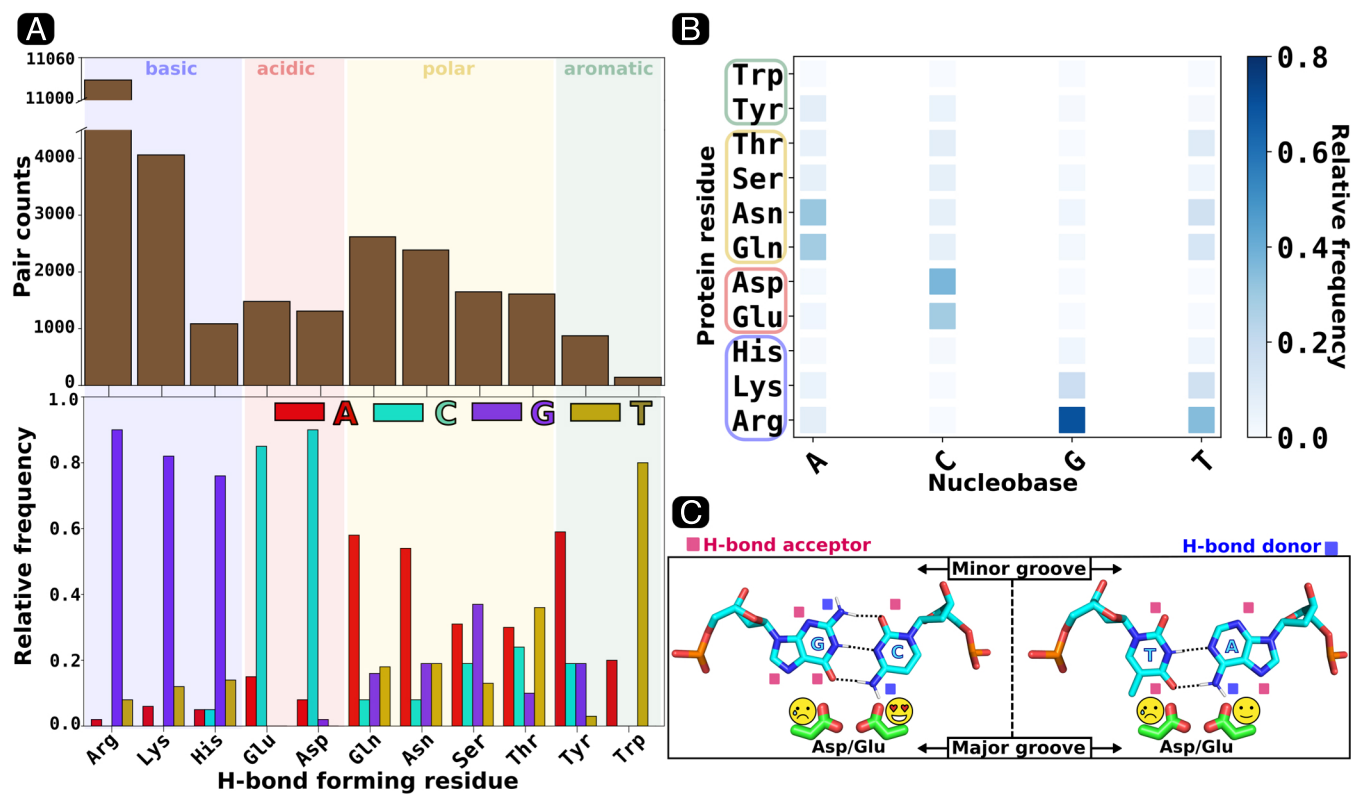 A
11060
11000
4000
3000
2000
1000
0
Pair counts
basic
acidic
polar
aromatic
1.0
0.8
0.6
0.4
0.2
0.0
Relative frequency
A C G T
Arg Lys His Glu Asp Gln Asn Ser Thr Tyr Trp
H-bond forming residue
B
Protein residue
Trp
Tyr
Thr
Ser
Asn
Gln
Asp
Glu
His
Lys
Arg
A C G T
Nucleobase
0.8
0.6
0.4
0.2
0.0
Relative frequency
C
H-bond acceptor
H-bond donor
Minor groove
G
C
T
A
Asp/Glu
Major groove
Asp/Glu